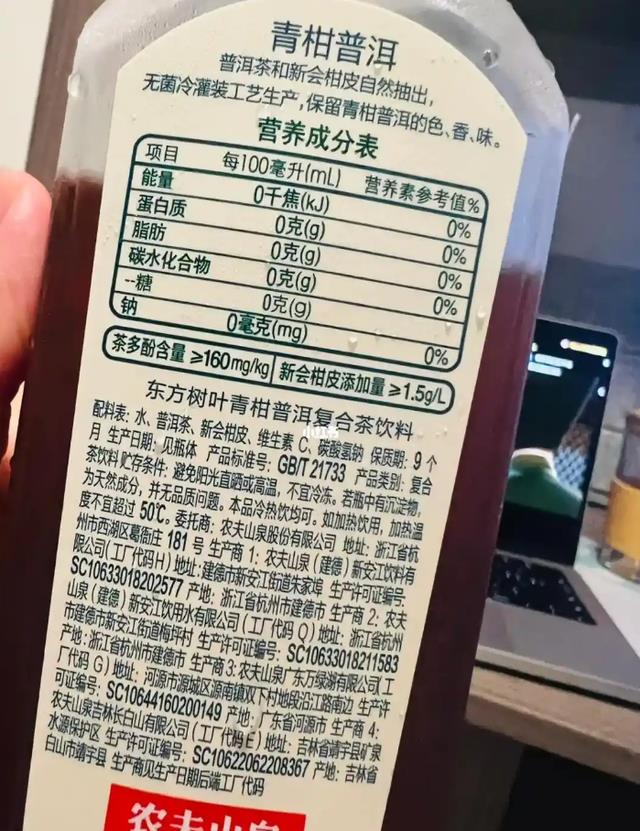 青柑普洱
普洱茶和新会柑皮自然抽出，
无菌冷灌装工艺生产，保留青柑普洱的色、香、味。
营养成分表
项目 每100毫升(mL) 营养素参考值%
能量 0千焦(kJ) 0%
蛋白质 0克(g) 0%
脂肪 0克(g) 0%
碳水化合物 0克(g) 0%
--糖 0克(g)
钠 0毫克(mg) 0%
茶多酚含量 ≥160mg/kg 新会柑皮添加量 ≥1.5g/L
东方树叶青柑普洱复合茶饮料
配料表：水、普洱茶、新会柑皮、维生素 C、碳酸氢钠 保质期：9 个
月 生产日期：见瓶体 产品标准号：GB/T 21733 产品类别：复合
茶饮料 贮存条件：避免阳光直晒或高温，不宜冷冻。若瓶中有沉淀物，
为天然成分，并无品质问题。本品冷热饮均可。如加热饮用，加热温
度不宜超过 50℃。委托商：农夫山泉股份有限公司 地址：浙江省杭
州市西湖区葛衙庄 181 号 生产商 1：农夫山泉（建德）新安江饮料有
限公司(工厂代码H) 地址：建德市新安江街道朱家埠 生产许可证编号：
SC10633018202577 产地：浙江省杭州市建德市 生产商 2：农夫
山泉（建德）新安江饮用水有限公司(工厂代码 Q) 地址：浙江省杭州
市建德市新安江街道梅坪村 生产许可证编号：SC10633018211583
产地：浙江省杭州市建德市 生产商3：农夫山泉广东万绿湖有限公司(工
厂代码 G) 地址：河源市源城区源南镇双下村地段沿江路南边 生产许
可证编号：SC10644160200149 产地：广东省河源市 生产商 4：
农夫山泉吉林长白山有限公司(工厂代码 E) 地址：吉林省靖宇县矿泉
水源保护区 生产许可证编号：SC10622062208367 产地：吉林省
白山市靖宇县 生产商见生产日期后端工厂代码
农夫山泉